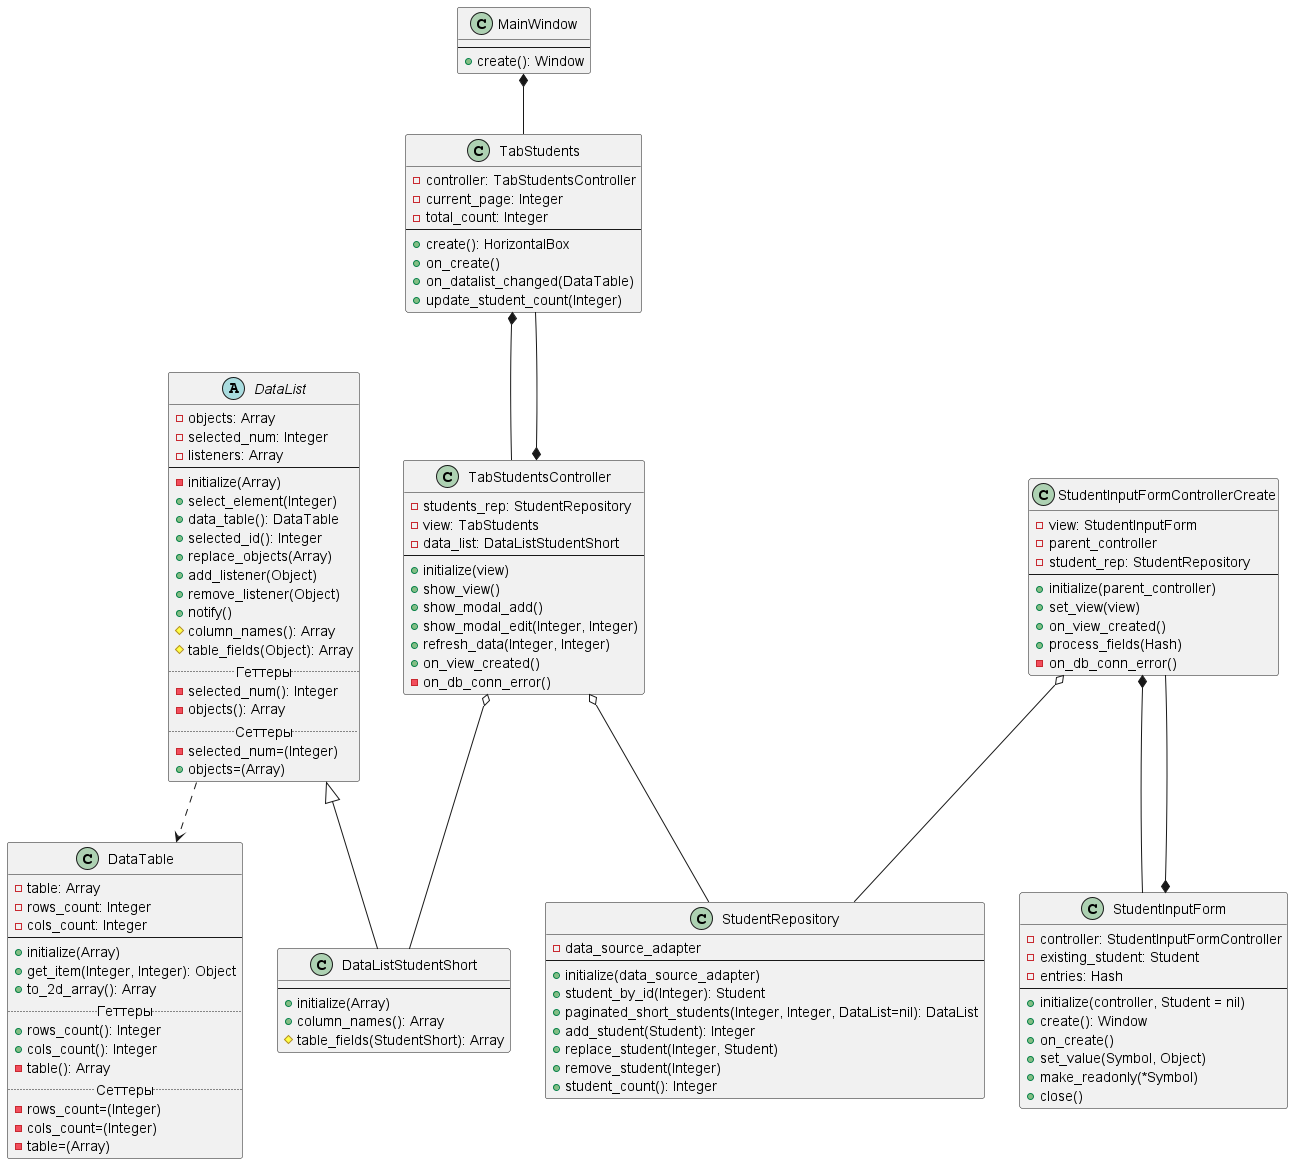 C MainWindow
create(): Window
C TabStudents
controller: TabStudentsController
current_page: Integer
total_count: Integer
create(): HorizontalBox
on_create()
on_datalist_changed(DataTable)
update_student_count(Integer)
A DataList
objects: Array
selected_num: Integer
listeners: Array
initialize(Array)
select_element(Integer)
data_table(): DataTable
selected_id(): Integer
replace_objects(Array)
add_listener(Object)
remove_listener(Object)
notify()
column_names(): Array
table_fields(Object): Array
Геттеры
selected_num(): Integer
objects(): Array
Сеттеры
selected_num=(Integer)
objects=(Array)
C TabStudentsController
students_rep: StudentRepository
view: TabStudents
data_list: DataListStudentShort
initialize(view)
show_view()
show_modal_add()
show_modal_edit(Integer, Integer)
refresh_data(Integer, Integer)
on_view_created()
on_db_conn_error()
C StudentInputFormControllerCreate
view: StudentInputForm
parent_controller
student_rep: StudentRepository
initialize(parent_controller)
set_view(view)
on_view_created()
process_fields(Hash)
on_db_conn_error()
C DataTable
table: Array
rows_count: Integer
cols_count: Integer
initialize(Array)
get_item(Integer, Integer): Object
to_2d_array(): Array
Геттеры
rows_count(): Integer
cols_count(): Integer
table(): Array
Сеттеры
rows_count=(Integer)
cols_count=(Integer)
table=(Array)
C DataListStudentShort
initialize(Array)
column_names(): Array
table_fields(StudentShort): Array
C StudentRepository
data_source_adapter
initialize(data_source_adapter)
student_by_id(Integer): Student
paginated_short_students(Integer, Integer, DataList=nil): DataList
add_student(Student): Integer
replace_student(Integer, Student)
remove_student(Integer)
student_count(): Integer
C StudentInputForm
controller: StudentInputFormController
existing_student: Student
entries: Hash
initialize(controller, Student = nil)
create(): Window
on_create()
set_value(Symbol, Object)
make_readonly(*Symbol)
close()